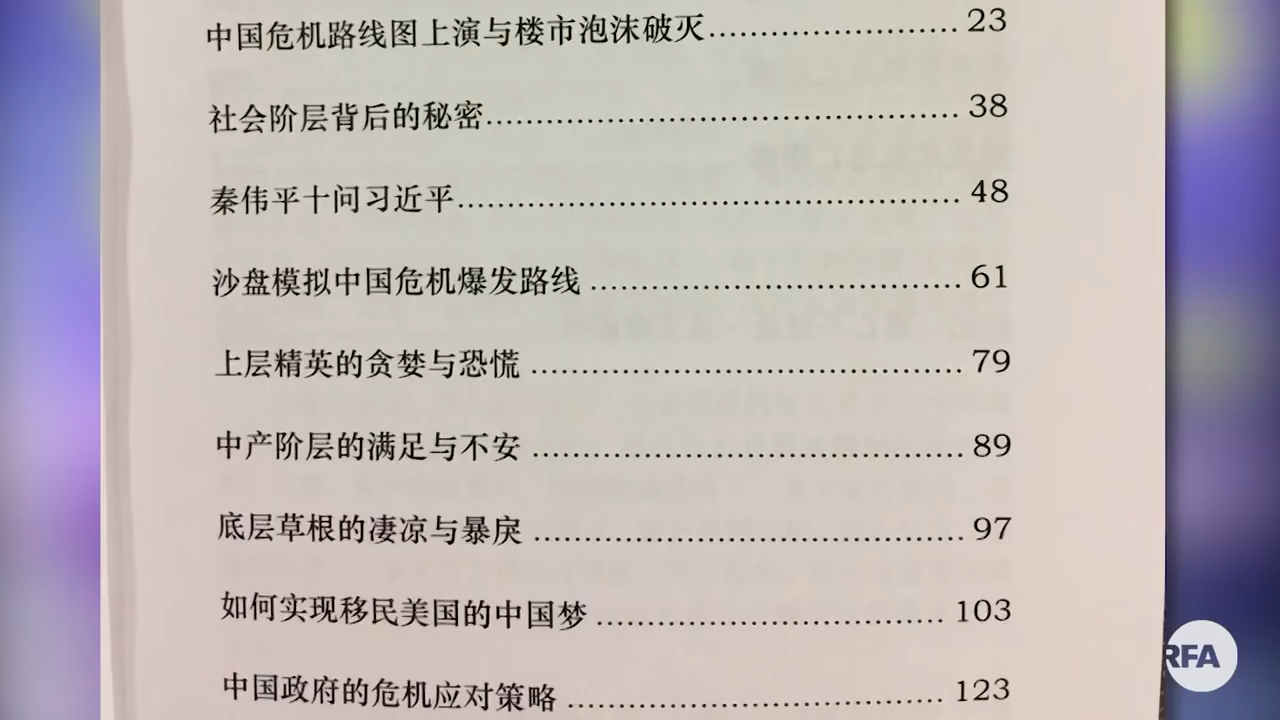 中国危机路线图上演与楼市泡沫破灭........................ 23
社会阶层背后的秘密............................................. 38
秦伟平十问习近平................................................ 48
沙盘模拟中国危机爆发路线 ................................... 61
上层精英的贪婪与恐慌 ........................................ 79
中产阶层的满足与不安 ........................................ 89
底层草根的凄凉与暴戾 ........................................ 97
如何实现移民美国的中国梦 ................................ 103
中国政府的危机应对策略 ................................... 123
RFA